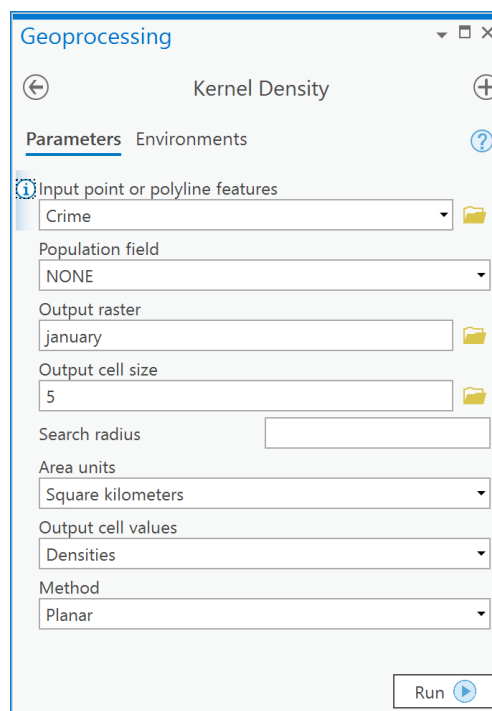 Geoprocessing
Kernel Density
Parameters Environments
Input point or polyline features
Crime
Population field
NONE
Output raster
january
Output cell size
5
Search radius
Area units
Square kilometers
Output cell values
Densities
Method
Planar
Run